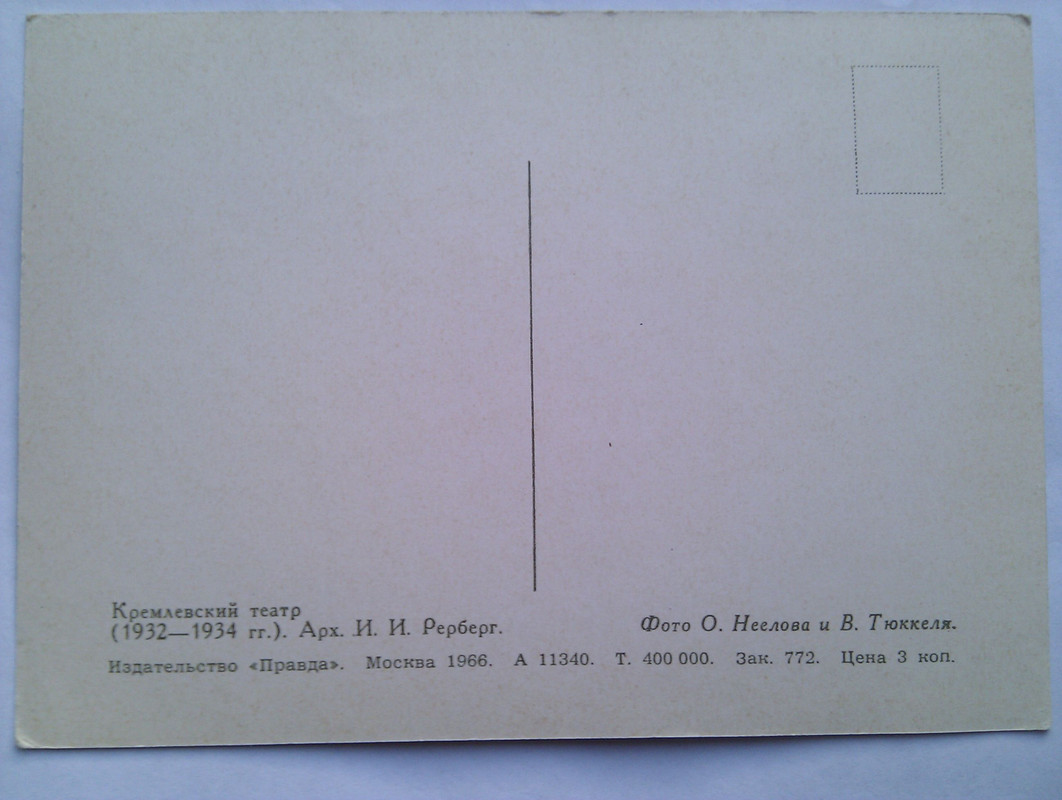 Кремлевский театр
(1932—1934 гг.). Арх. И. И. Рерберг.
Фото О. Неелова и В. Тюккеля.
Издательство «Правда». Москва 1966. А 11340. Т. 400 000. Зак. 772. Цена 3 коп.